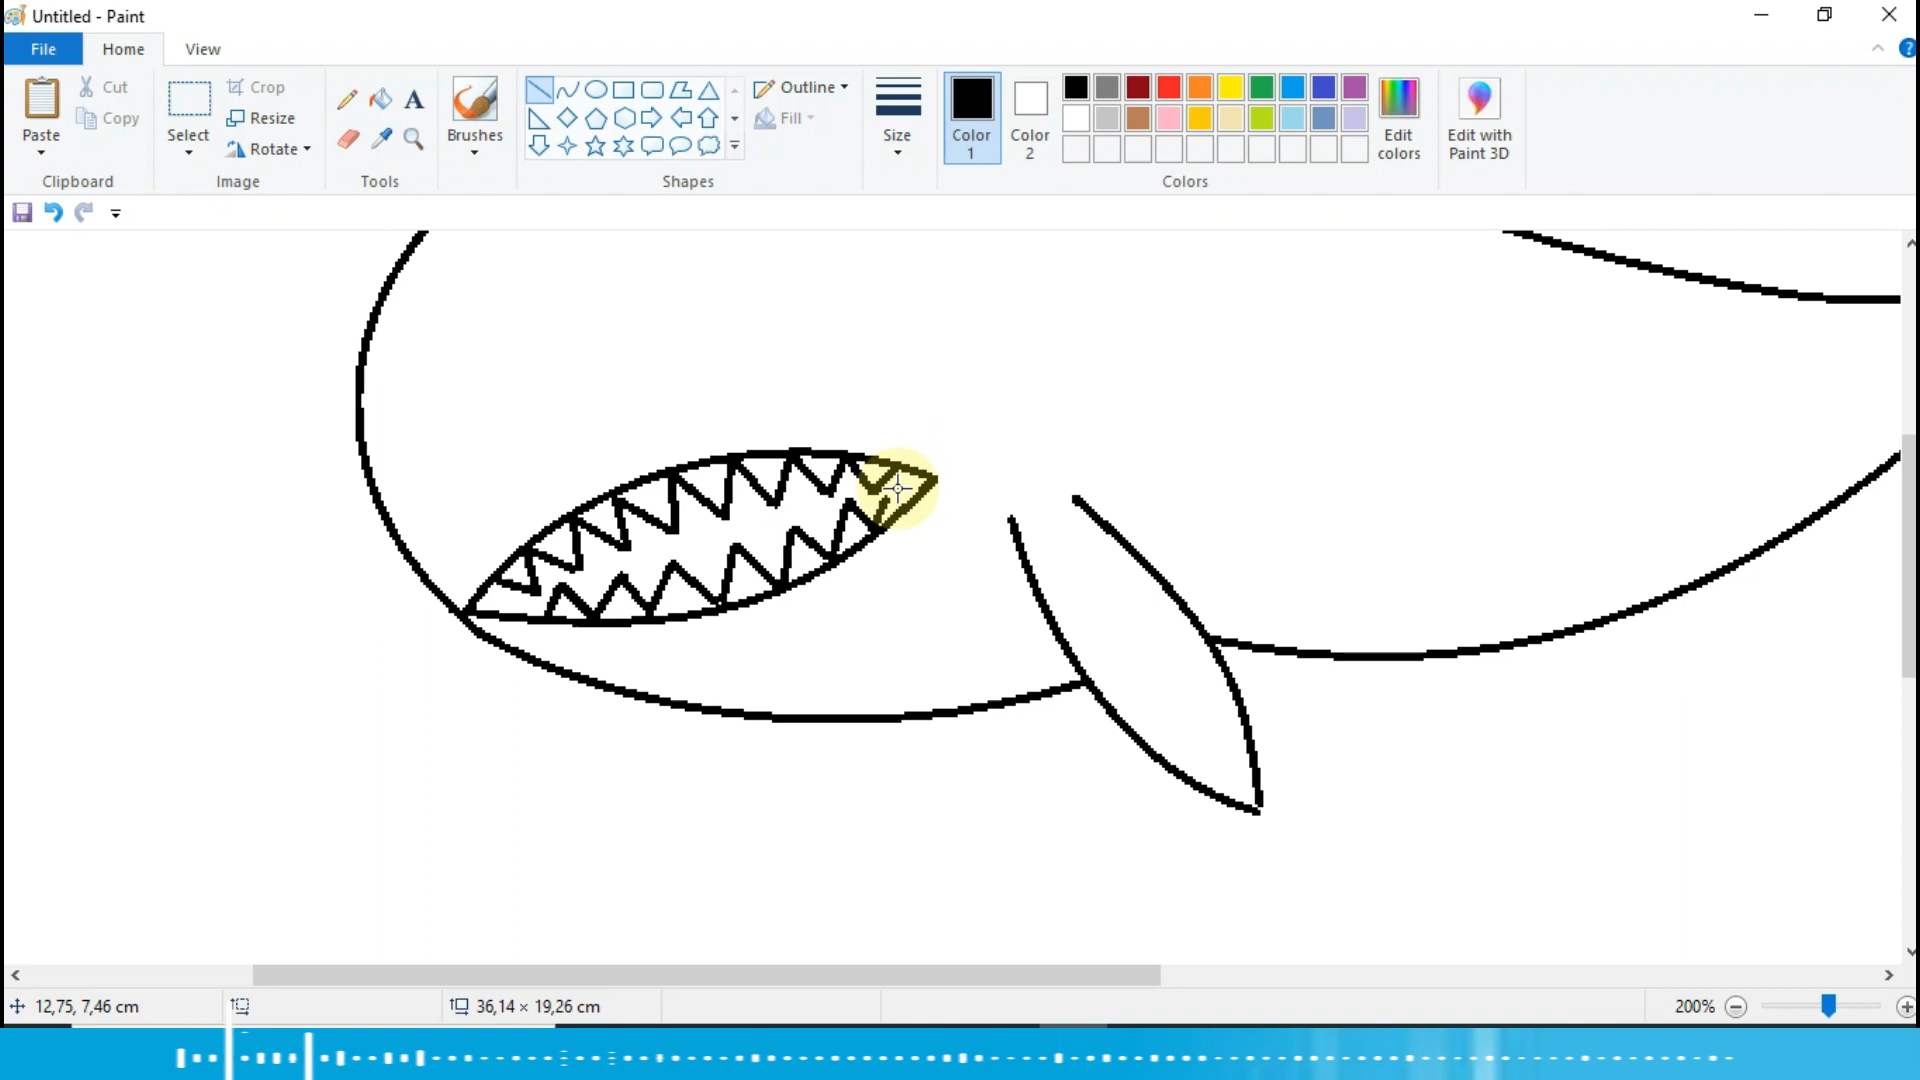 Untitled - Paint
File Home View
Paste
Cut
Copy
Clipboard
Select
Crop
Resize
Rotate
Image
A
Tools
Brushes
Shapes
Outline
Fill
Size
Color 1
Color 2
Colors
Edit colors
Edit with Paint 3D
?
12,75, 7,46 cm
36,14 × 19,26 cm
200%